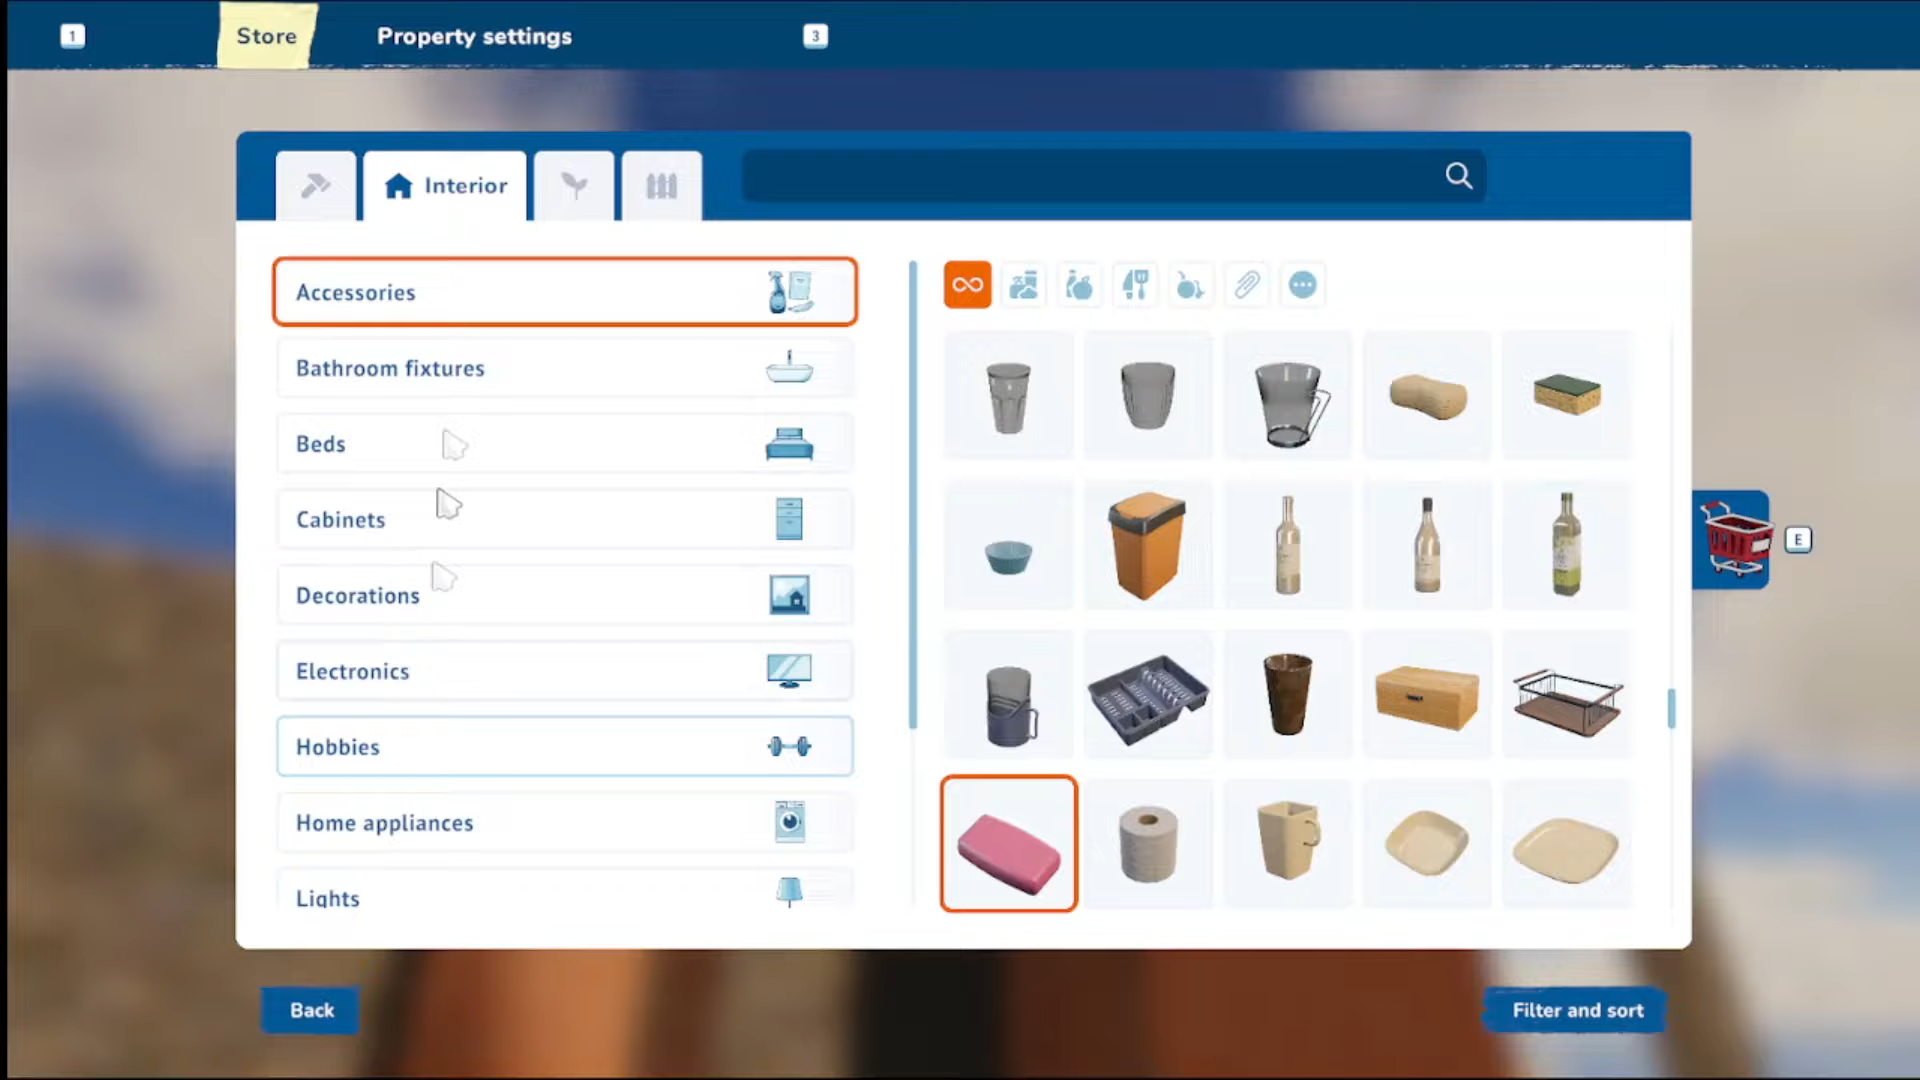 1
Store
Property settings
3
Interior
Accessories
Bathroom fixtures
Beds
Cabinets
Decorations
Electronics
Hobbies
Home appliances
Lights
E
Back
Filter and sort